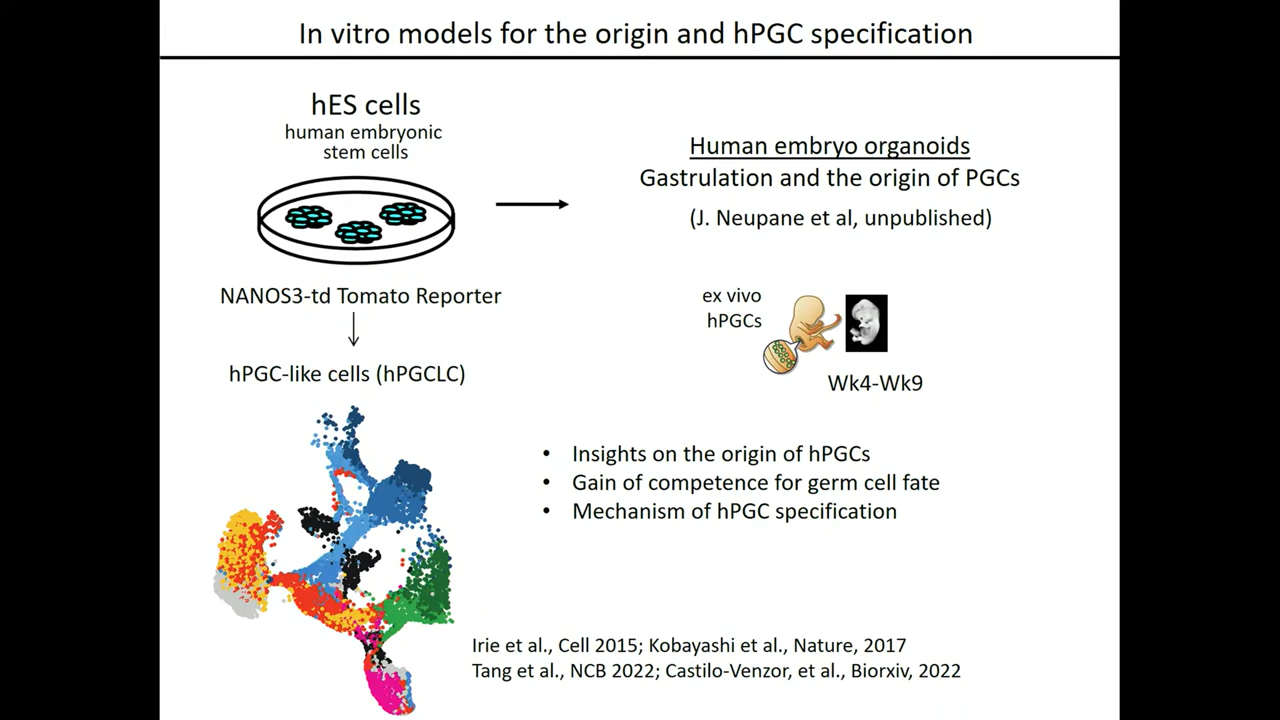 In vitro models for the origin and hPGC specification
hES cells
human embryonic
stem cells
NANOS3-td Tomato Reporter
hPGC-like cells (hPGCLC)
Human embryo organoids
Gastrulation and the origin of PGCs
(J. Neupane et al, unpublished)
ex vivo
hPGCs
Wk4-Wk9
• Insights on the origin of hPGCs
• Gain of competence for germ cell fate
• Mechanism of hPGC specification
Irie et al., Cell 2015; Kobayashi et al., Nature, 2017
Tang et al., NCB 2022; Castilo-Venzor, et al., Biorxiv, 2022